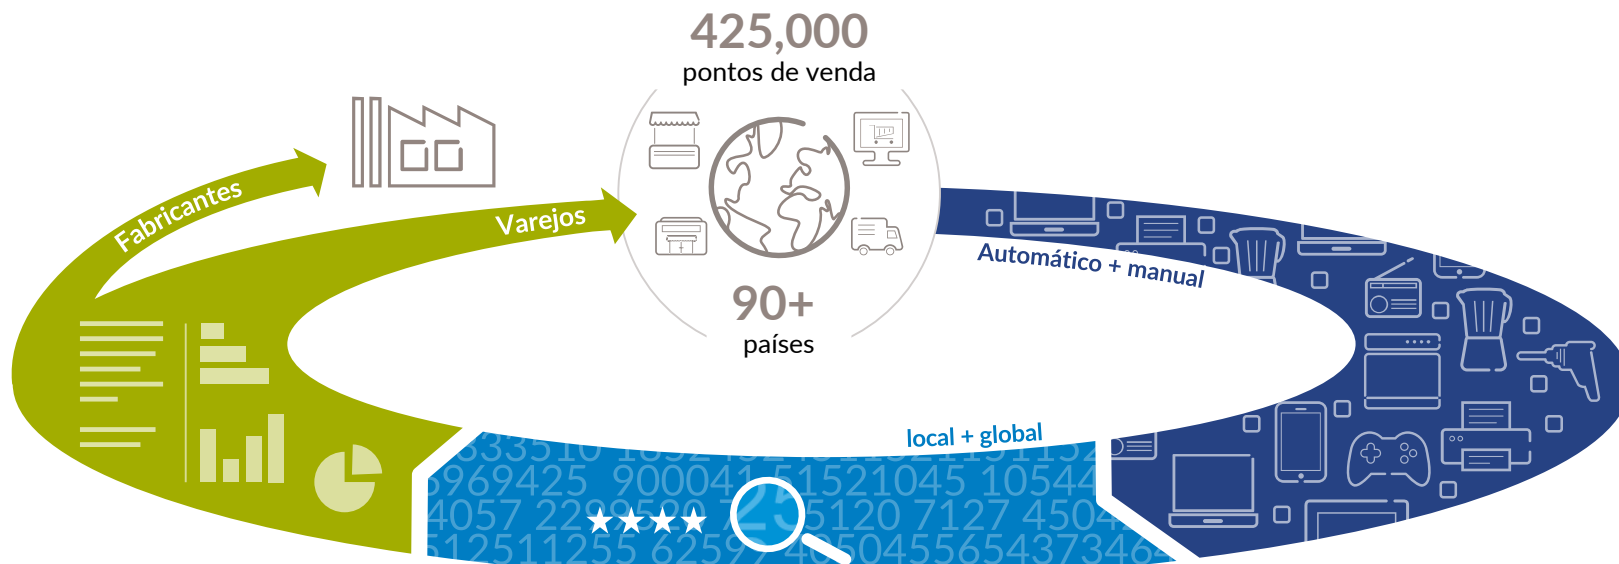 425,000
pontos de venda
Fabricantes
Varejos
90+
países
Automático + manual
local + global